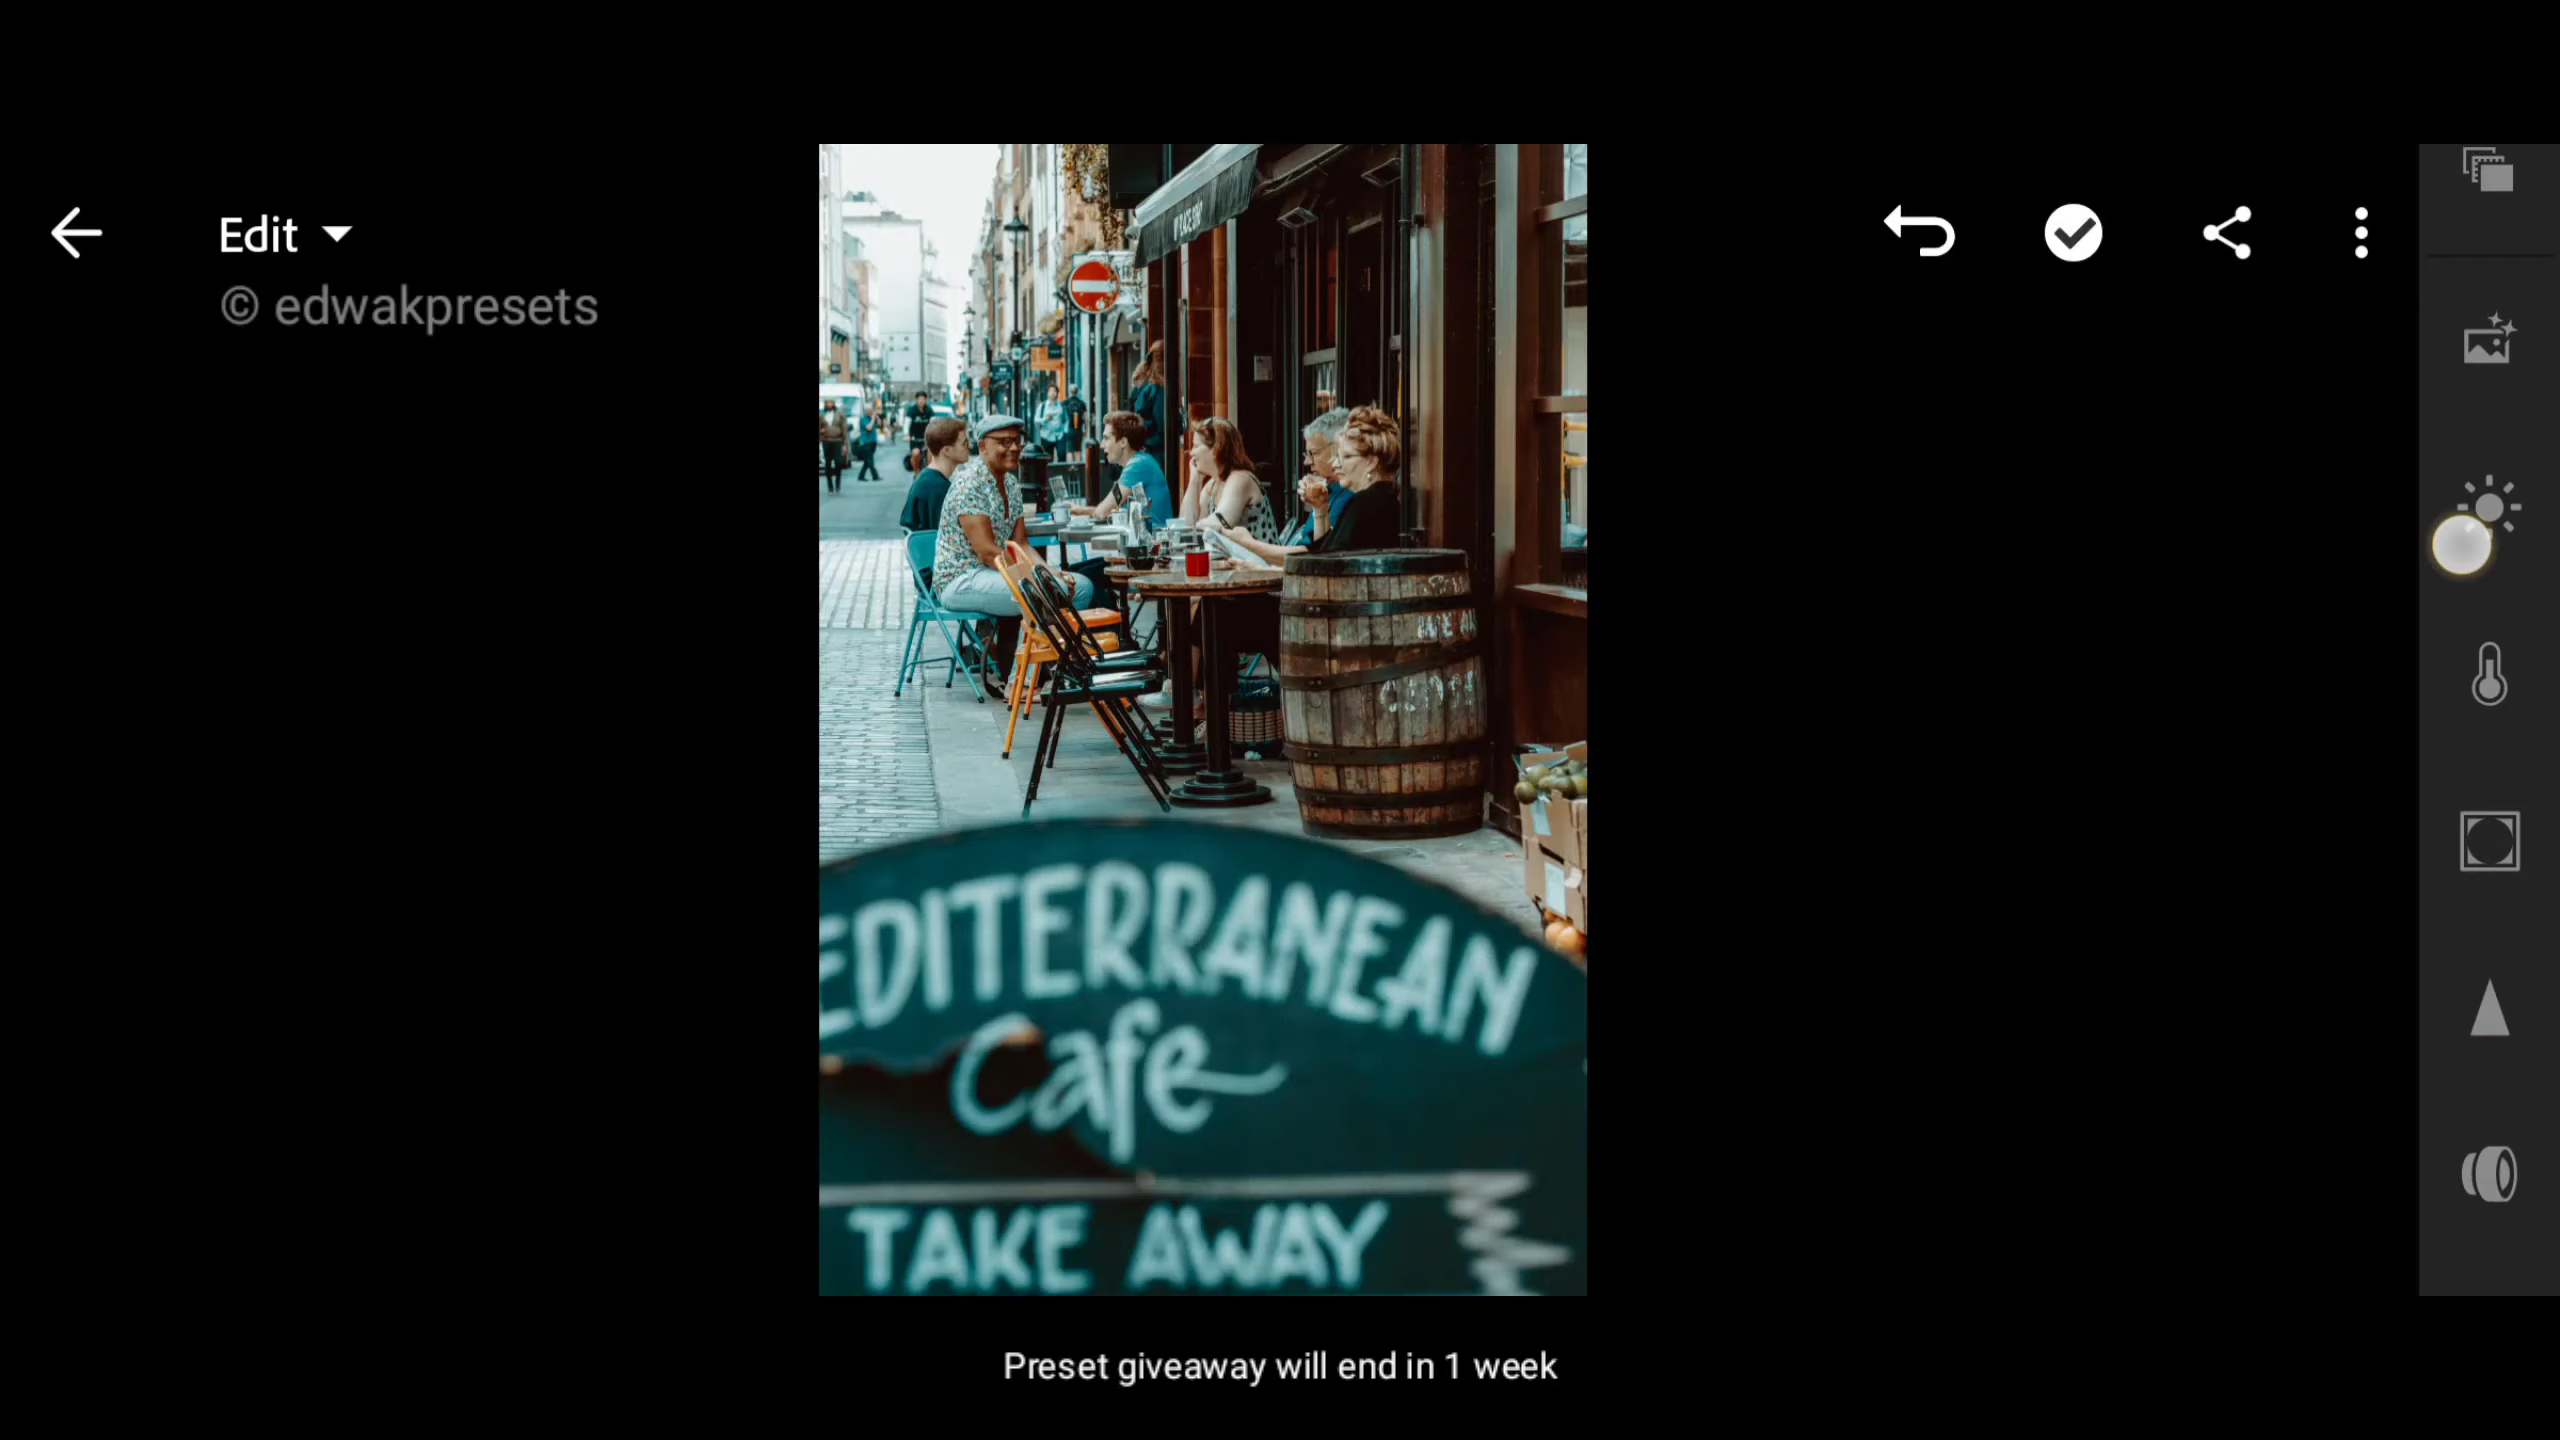 Edit
© edwakpresets
EDITERRANEAN
Cafe
TAKE AWAY
Preset giveaway will end in 1 week